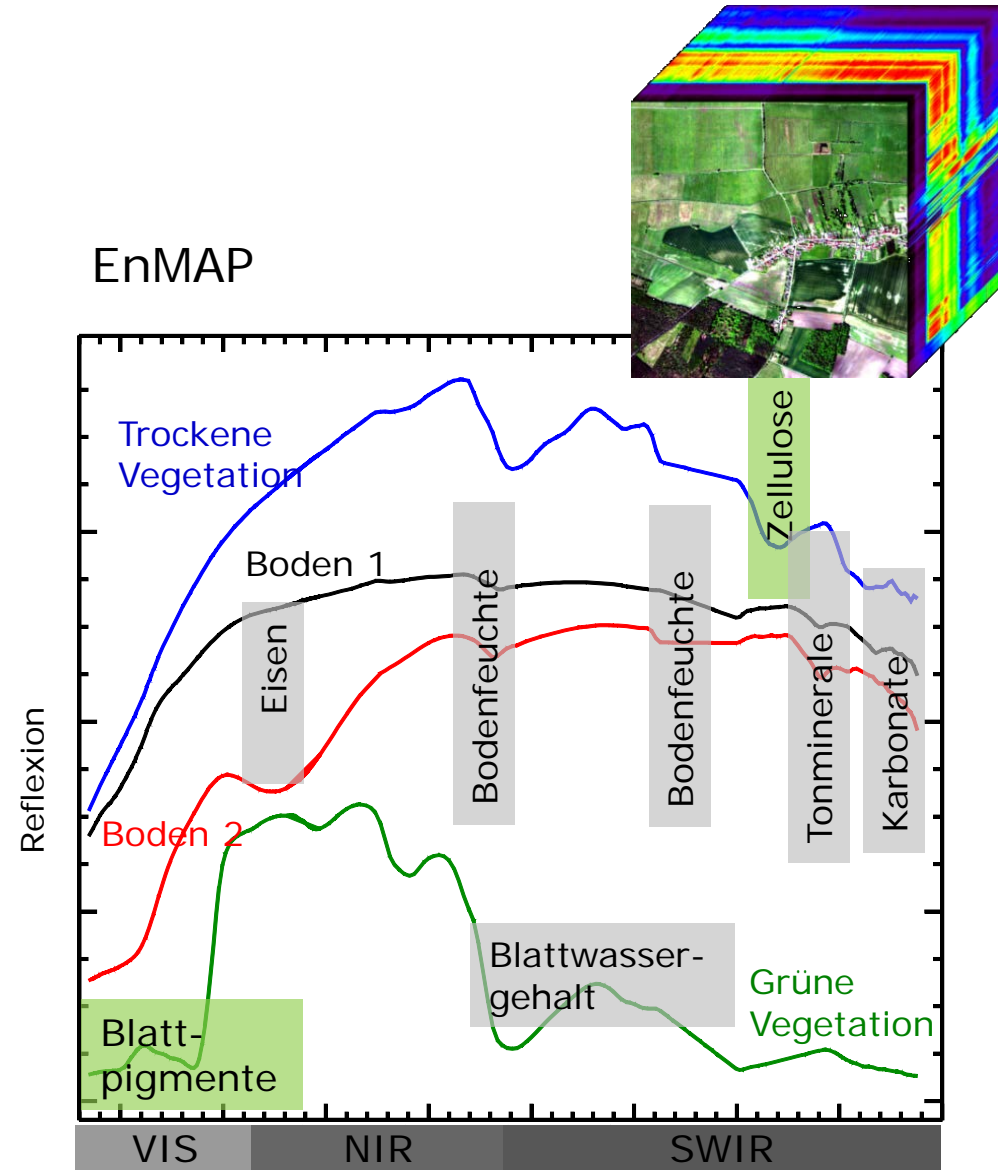 EnMAP
Trockene
Vegetation
Zellulose
Boden 1
Eisen
Bodenfeuchte
Bodenfeuchte
Tonminerale
Karbonate
Reflexion
Boden 2
Blattwasser-
gehalt
Grüne
Vegetation
Blatt-
pigmente
VIS
NIR
SWIR